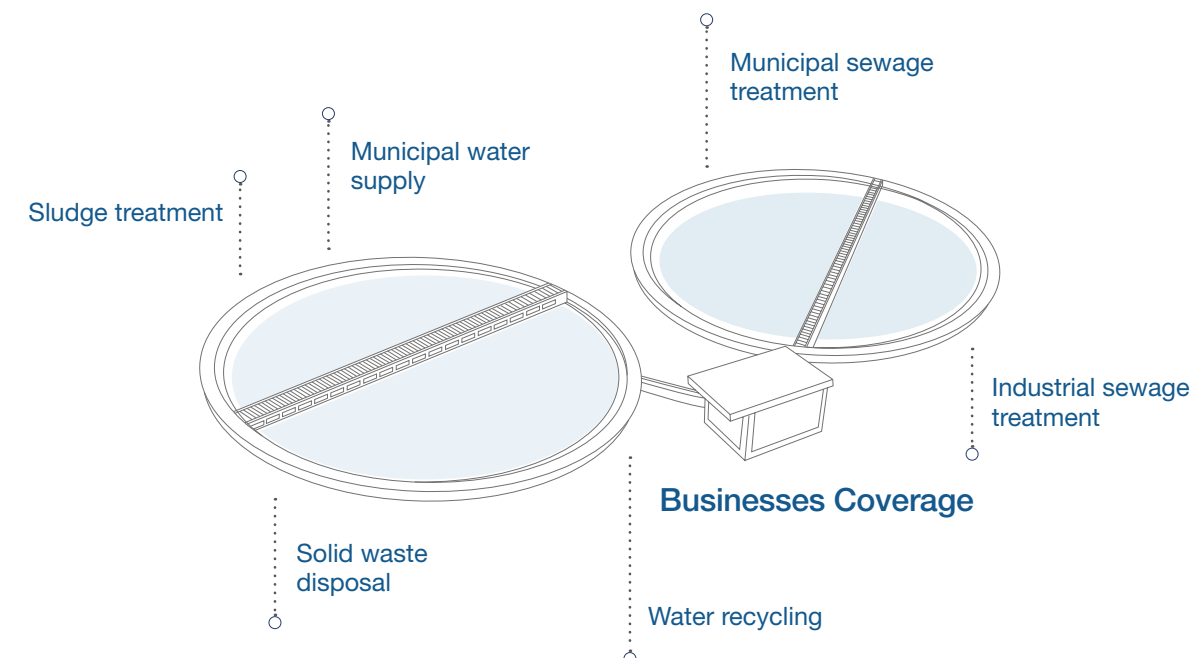 Municipal sewage
treatment
Municipal water
supply
Sludge treatment
Industrial sewage
treatment
Businesses Coverage
Solid waste
disposal
Water recycling